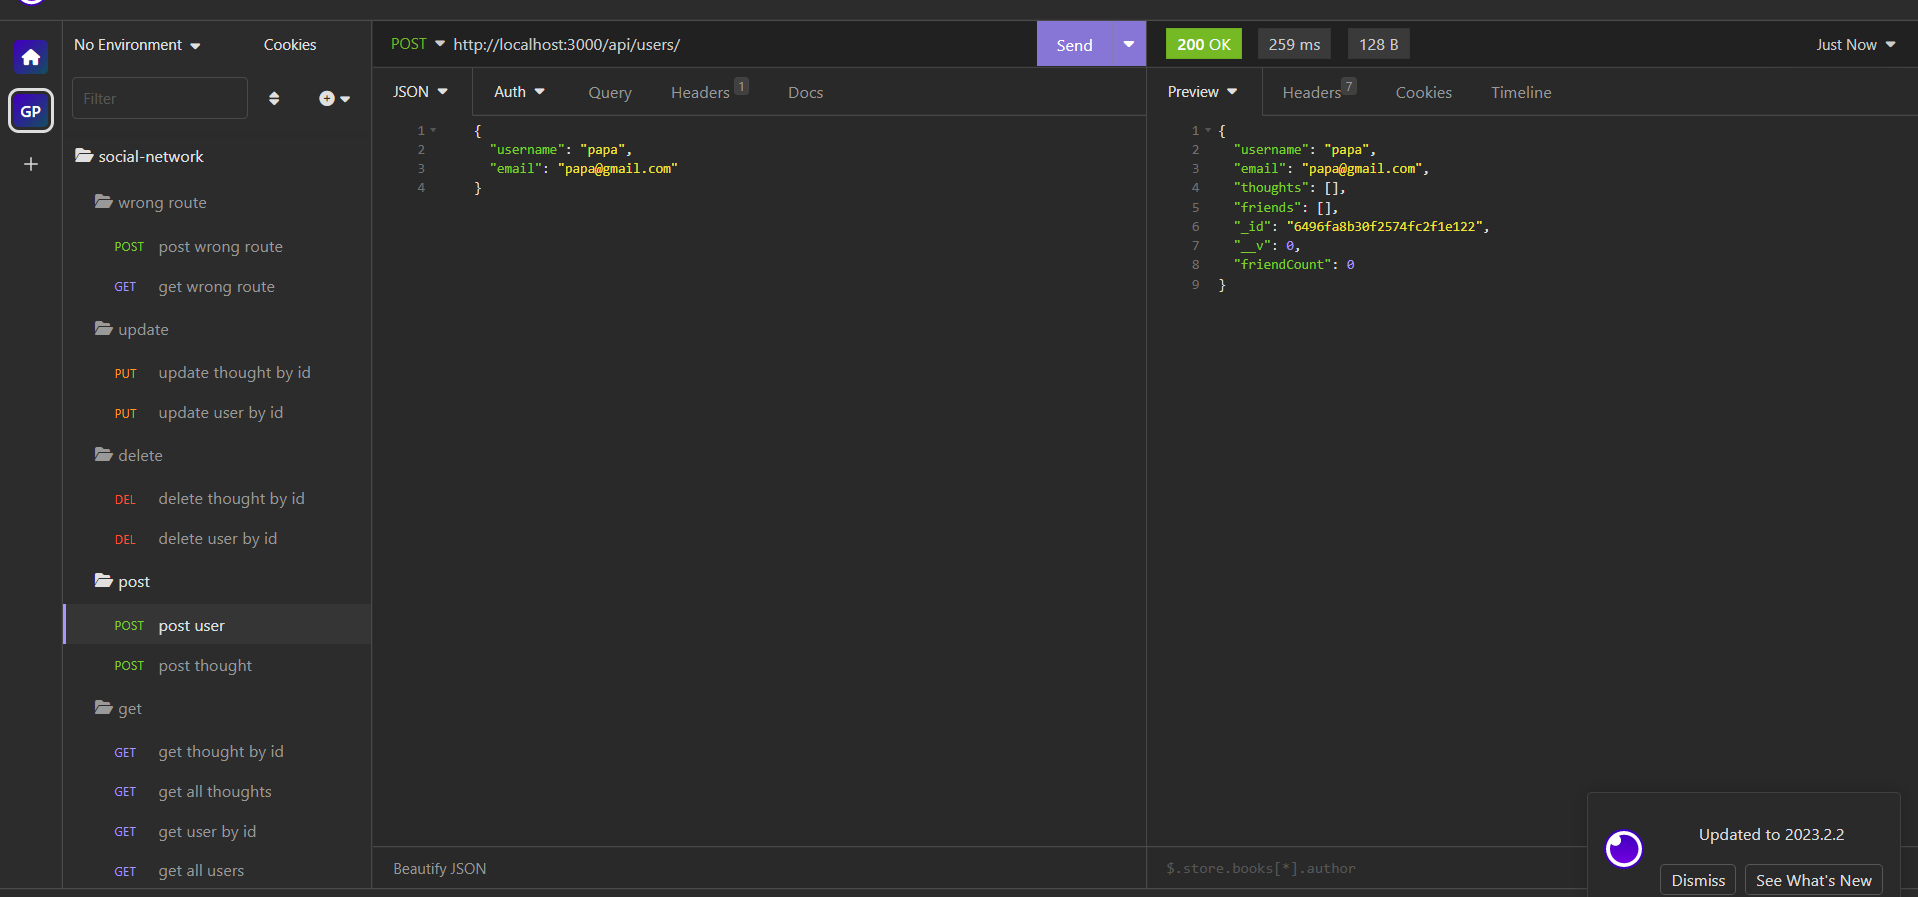 No Environment
Cookies
Filter
GP
social-network
wrong route
POST post wrong route
GET get wrong route
update
PUT update thought by id
PUT update user by id
delete
DEL delete thought by id
DEL delete user by id
post
POST post user
POST post thought
get
GET get thought by id
GET get all thoughts
GET get user by id
GET get all users
POST http://localhost:3000/api/users/ Send
JSON Auth Query Headers 1 Docs
1 {
2 "username": "papa",
3 "email": "papa@gmail.com"
4 }
Beautify JSON
200 OK 259 ms 128 B Just Now
Preview Headers 7 Cookies Timeline
1 {
2 "username": "papa",
3 "email": "papa@gmail.com",
4 "thoughts": [],
5 "friends": [],
6 "_id": "6496fa8b30f2574fc2f1e122",
7 "__v": 0,
8 "friendCount": 0
9 }
$.store.books[*].author
Updated to 2023.2.2
Dismiss See What's New